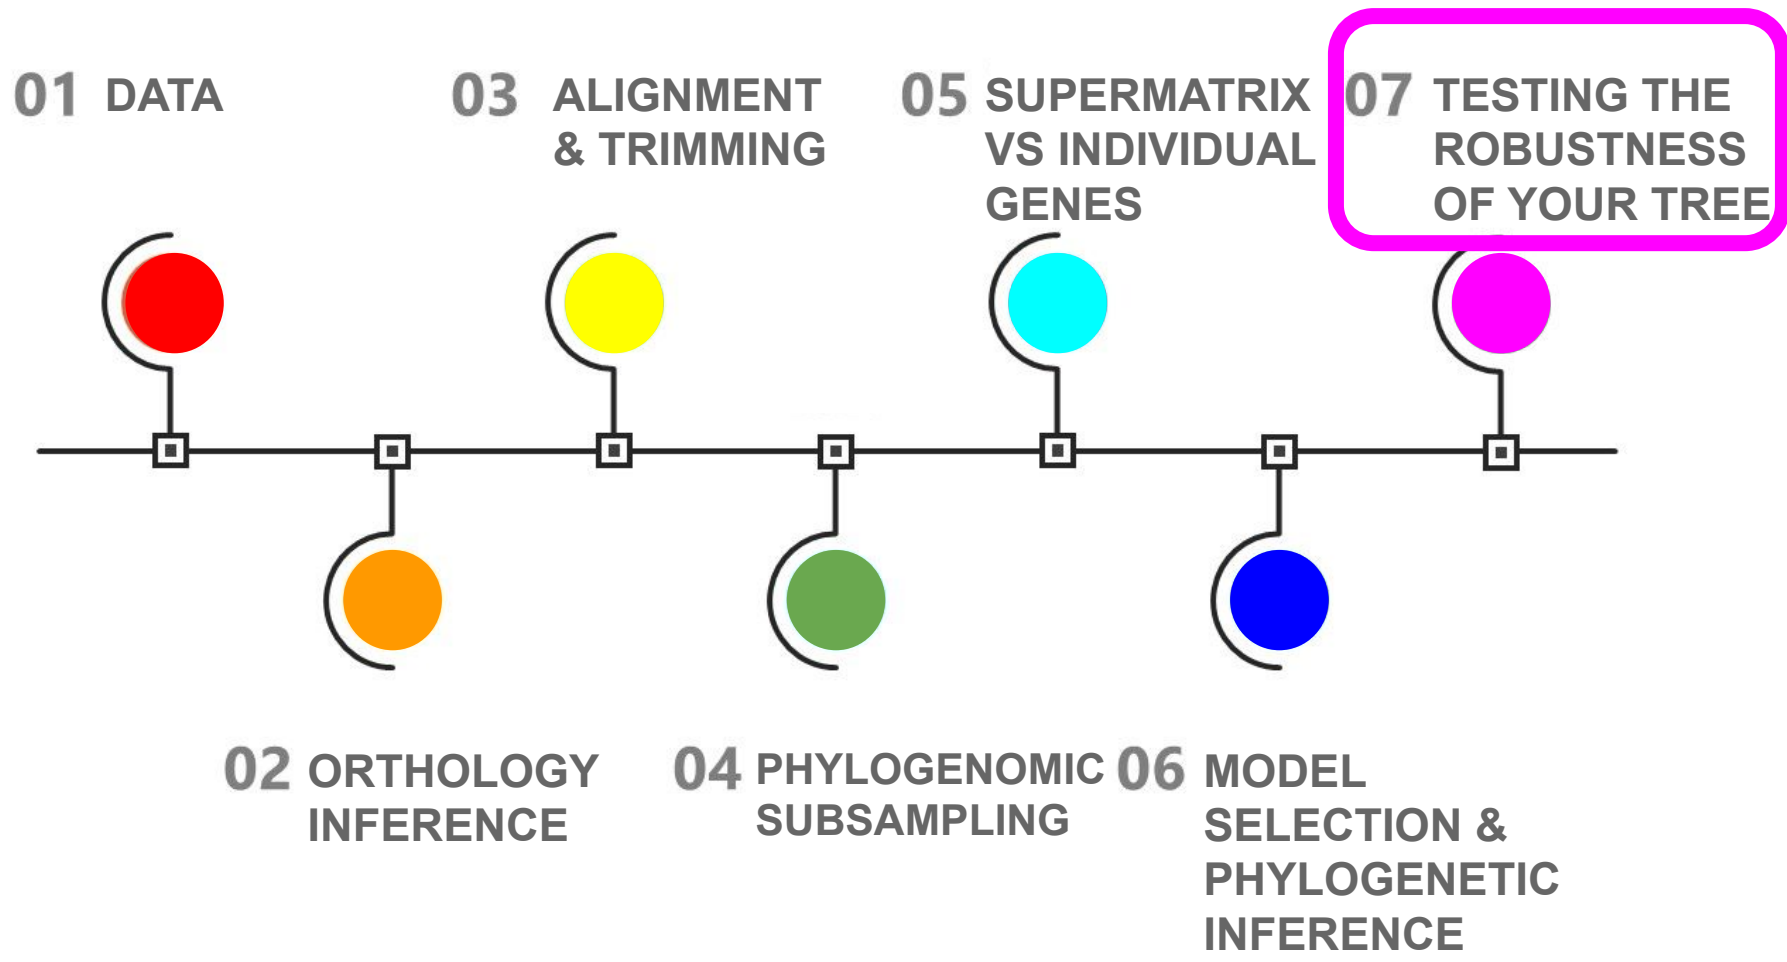 01 DATA
03 ALIGNMENT
& TRIMMING
05 SUPERMATRIX
VS INDIVIDUAL
GENES
07 TESTING THE
ROBUSTNESS
OF YOUR TREE
02 ORTHOLOGY
INFERENCE
04 PHYLOGENOMIC
SUBSAMPLING
06 MODEL
SELECTION &
PHYLOGENETIC
INFERENCE